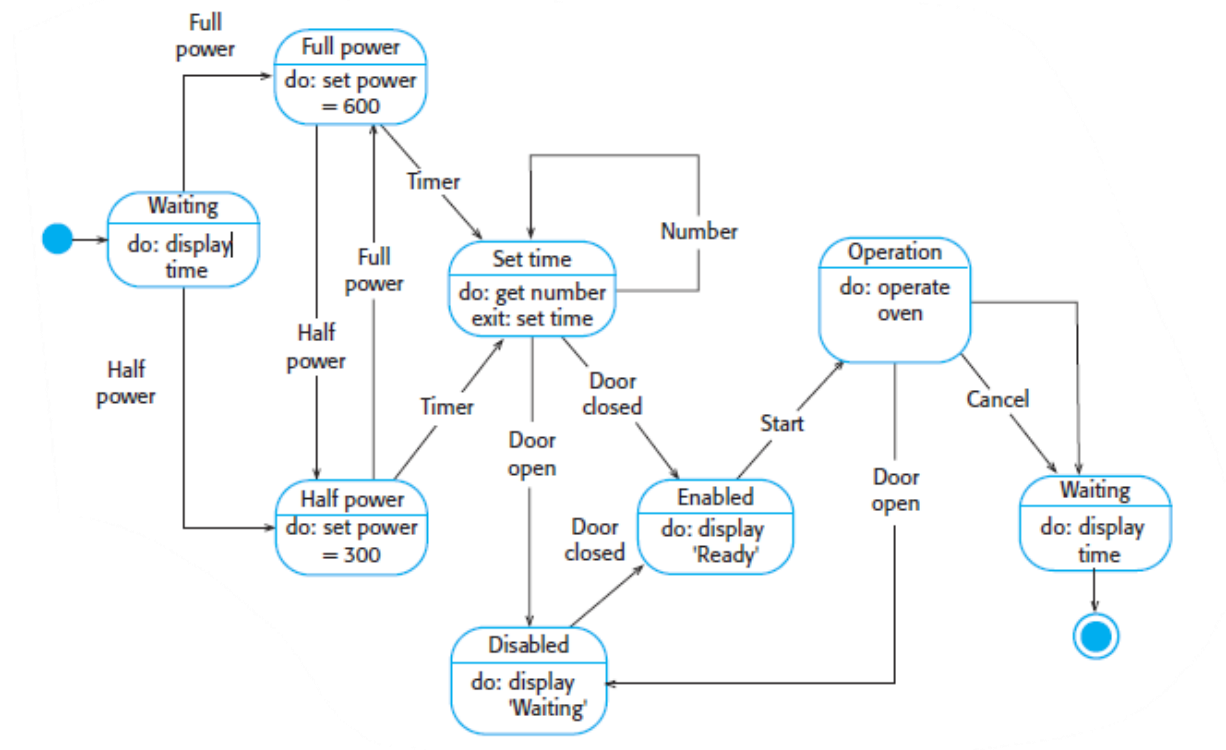 Full
power
Full power
do: set power
= 600
Timer
Waiting
do: display
time
Number
Full
power
Set time
do: get number
exit: set time
Operation
do: operate
oven
Half
power
Half
power
Door
closed
Timer
Cancel
Start
Door
open
Door
open
Half power
do: set power
= 300
Door
closed
Enabled
do: display
'Ready'
Waiting
do: display
time
Disabled
do: display
'Waiting'